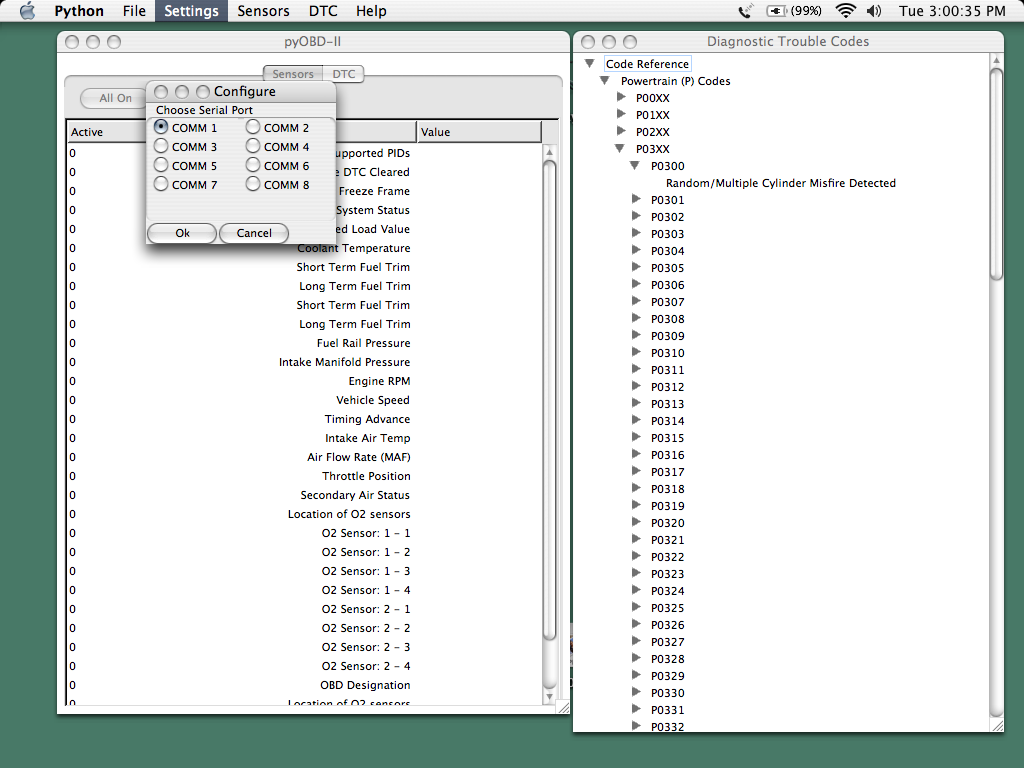 Python File Settings Sensors DTC Help (99%) Tue 3:00:35 PM
pyOBD-II
Sensors DTC
All On
Configure
Choose Serial Port
COMM 1 COMM 2
COMM 3 COMM 4
COMM 5 COMM 6
COMM 7 COMM 8
Ok Cancel
Active Value
0 upported PIDs
0 e DTC Cleared
0 Freeze Frame
0 System Status
0 ed Load Value
0 Coolant Temperature
0 Short Term Fuel Trim
0 Long Term Fuel Trim
0 Short Term Fuel Trim
0 Long Term Fuel Trim
0 Fuel Rail Pressure
0 Intake Manifold Pressure
0 Engine RPM
0 Vehicle Speed
0 Timing Advance
0 Intake Air Temp
0 Air Flow Rate (MAF)
0 Throttle Position
0 Secondary Air Status
0 Location of O2 sensors
0 O2 Sensor: 1 - 1
0 O2 Sensor: 1 - 2
0 O2 Sensor: 1 - 3
0 O2 Sensor: 1 - 4
0 O2 Sensor: 2 - 1
0 O2 Sensor: 2 - 2
0 O2 Sensor: 2 - 3
0 O2 Sensor: 2 - 4
0 OBD Designation
0 Location of O2 sensors
Diagnostic Trouble Codes
Code Reference
Powertrain (P) Codes
P00XX
P01XX
P02XX
P03XX
P0300
Random/Multiple Cylinder Misfire Detected
P0301
P0302
P0303
P0304
P0305
P0306
P0307
P0308
P0309
P0310
P0311
P0312
P0313
P0314
P0315
P0316
P0317
P0318
P0319
P0320
P0321
P0322
P0323
P0324
P0325
P0326
P0327
P0328
P0329
P0330
P0331
P0332